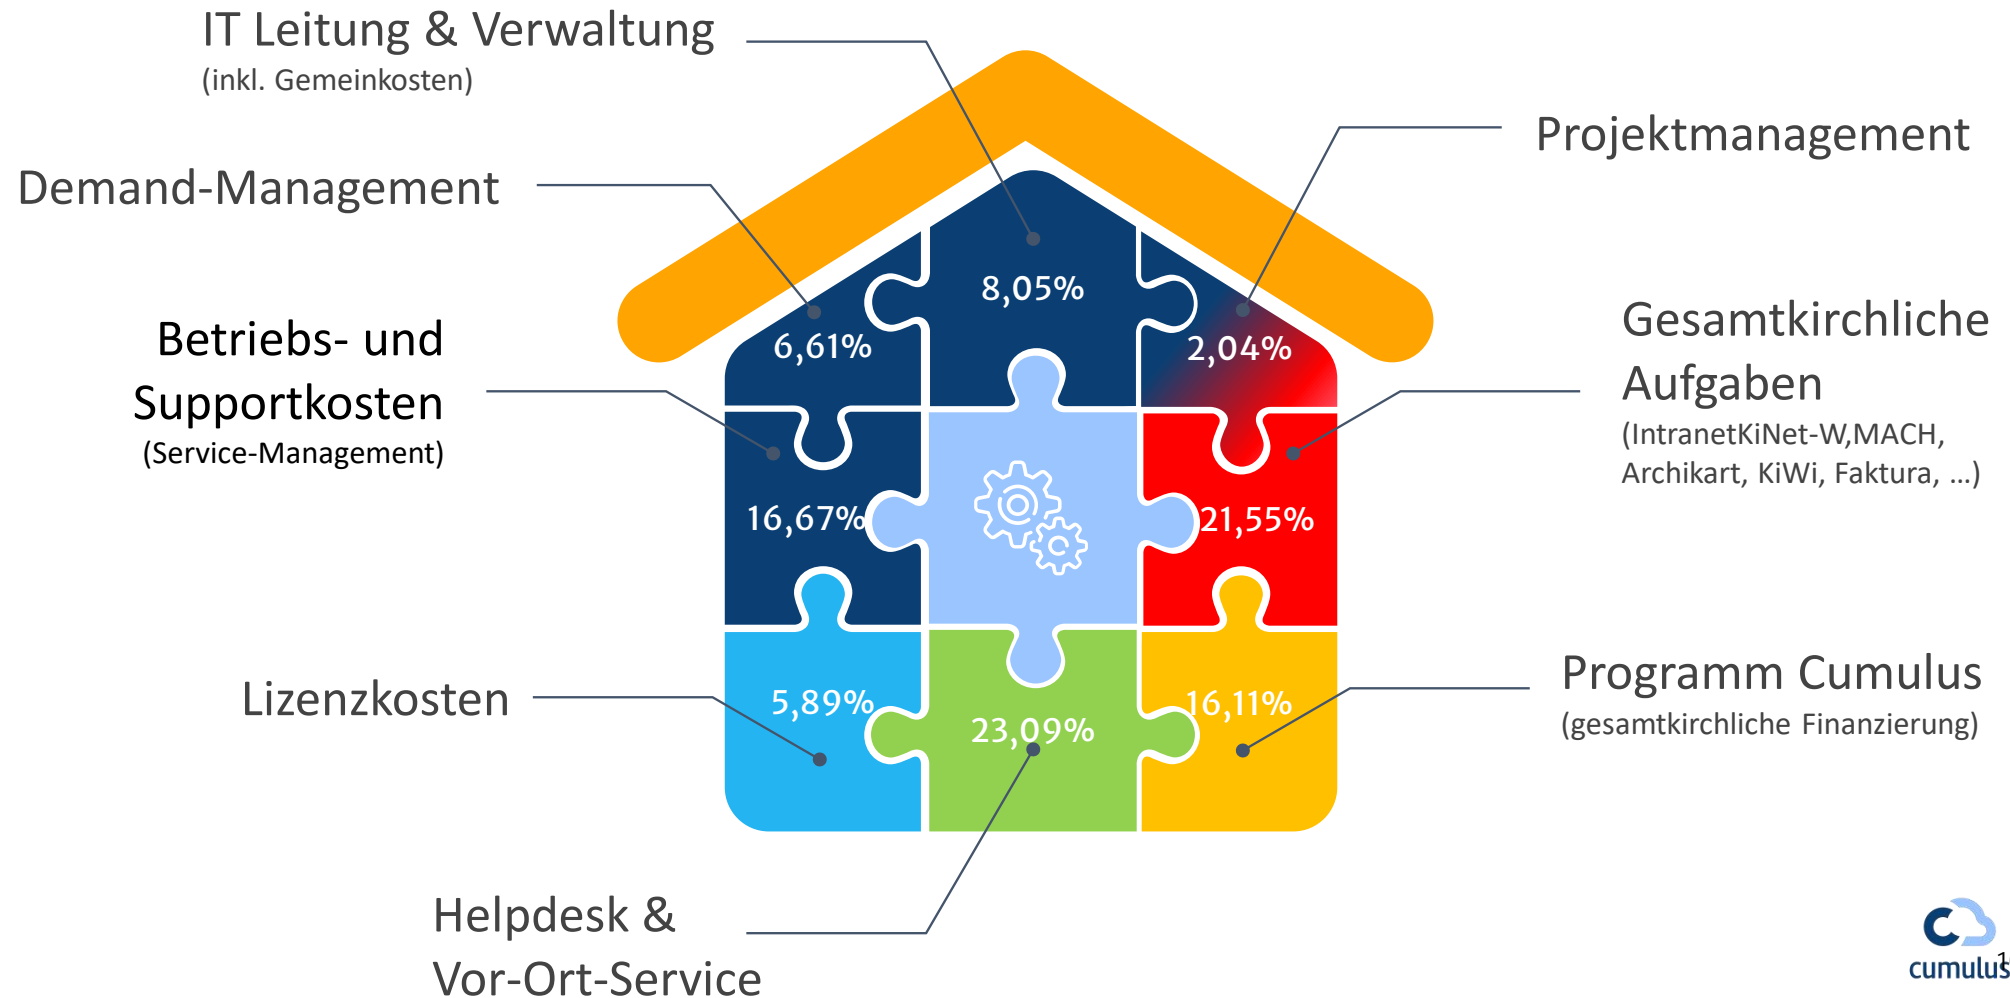 IT Leitung & Verwaltung
(inkl. Gemeinkosten)
Projektmanagement
Demand-Management
8,05%
6,61%
2,04%
Betriebs- und
Supportkosten
(Service-Management)
Gesamtkirchliche
Aufgaben
(IntranetKiNet-W,MACH,
Archikart, KiWi, Faktura, ...)
16,67%
21,55%
Lizenzkosten
5,89%
23,09%
16,11%
Programm Cumulus
(gesamtkirchliche Finanzierung)
Helpdesk &
Vor-Ort-Service
cumulus